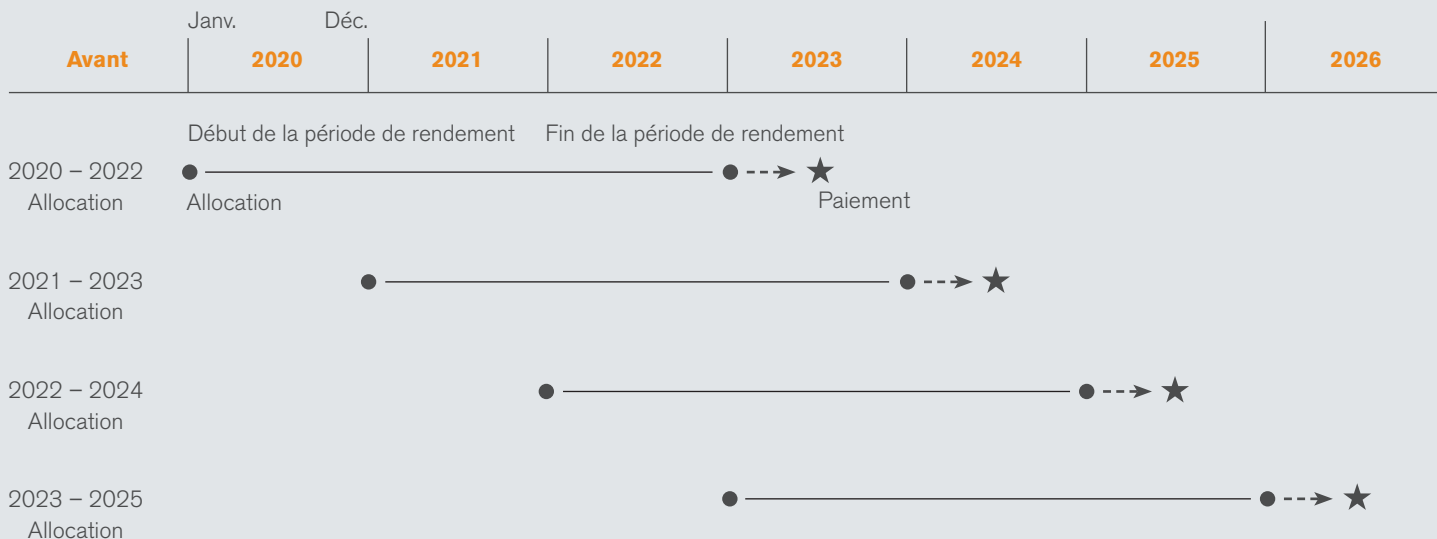 Janv. Déc.
Avant 2020 2021 2022 2023 2024 2025 2026
Début de la période de rendement Fin de la période de rendement
2020 – 2022
Allocation Allocation Paiement
2021 – 2023
Allocation
2022 – 2024
Allocation
2023 – 2025
Allocation